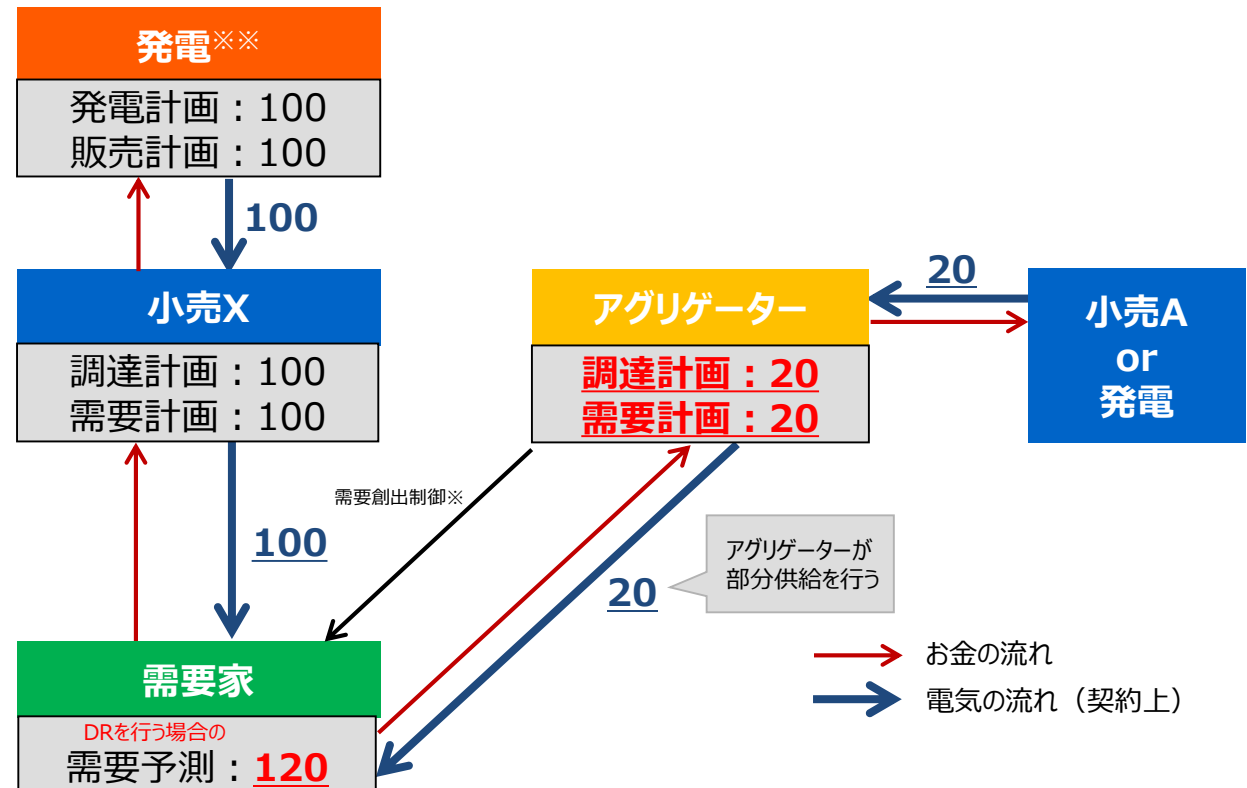 発電※※
発電計画：100
販売計画：100
100
小売X
調達計画：100
需要計画：100
アグリゲーター
調達計画：20
需要計画：20
20
小売A
or
発電
需要創出制御※
100
20
アグリゲーターが
部分供給を行う
需要家
DRを行う場合の
需要予測：120
お金の流れ
電気の流れ（契約上）